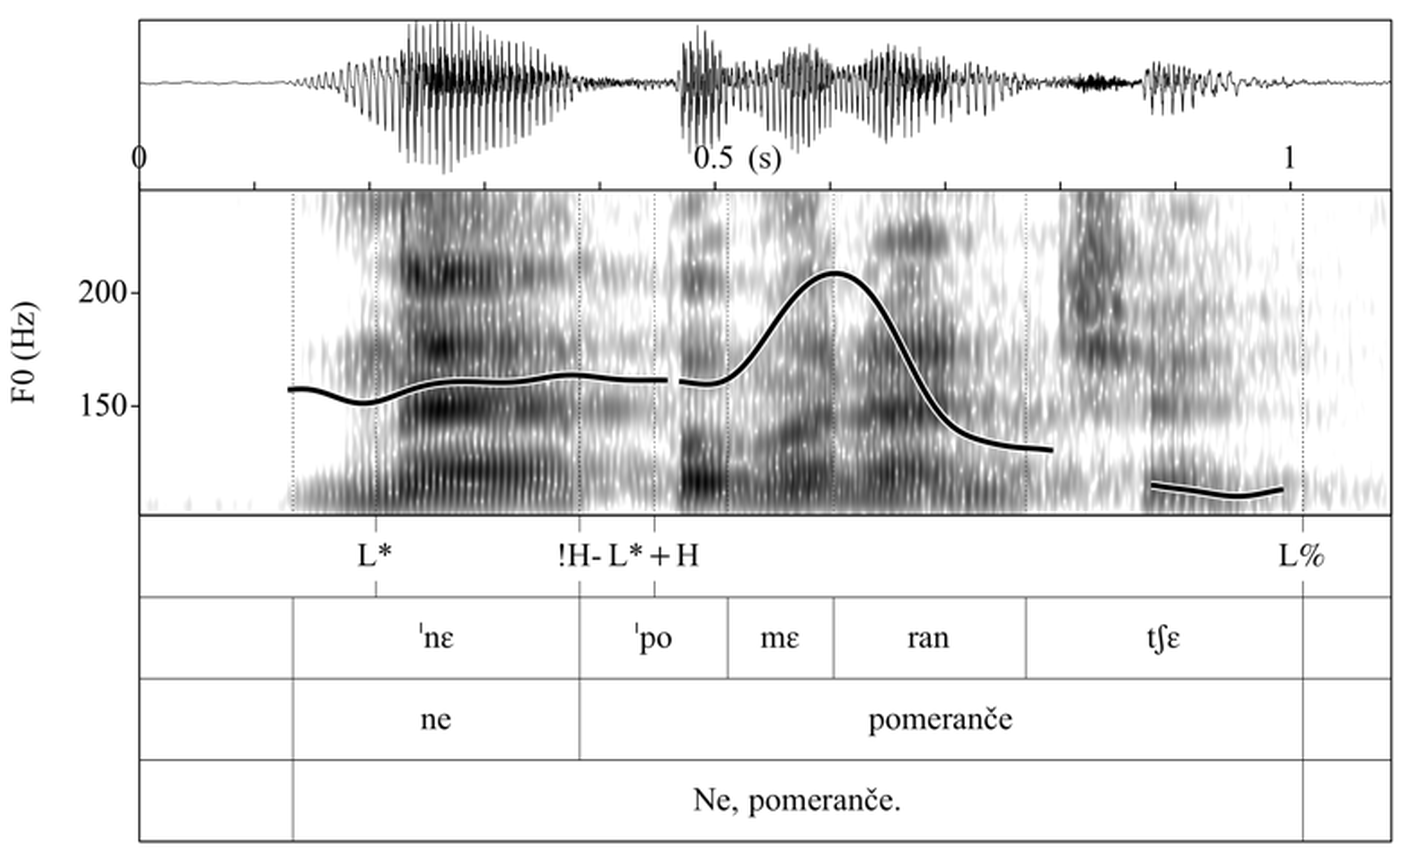 0 0.5 (s) 1
F0 (Hz)
200
150
L* !H- L*+H L%
ˈnɛ ˈpo mɛ ran tʃɛ
ne pomeranče
Ne, pomeranče.